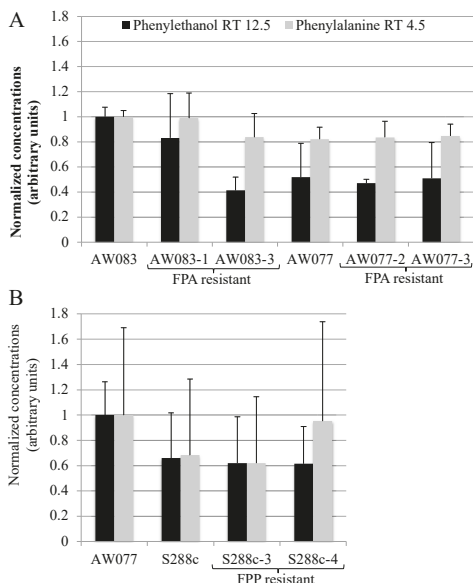 A
Phenylethanol RT 12.5 Phenylalanine RT 4.5
Normalized concentrations
(arbitrary units)
1.8
1.6
1.4
1.2
1
0.8
0.6
0.4
0.2
0
AW083 AW083-1 AW083-3 AW077 AW077-2 AW077-3
FPA resistant FPA resistant
B
Normalized concentrations
(arbitrary units)
1.8
1.6
1.4
1.2
1
0.8
0.6
0.4
0.2
0
AW077 S288c S288c-3 S288c-4
FPP resistant